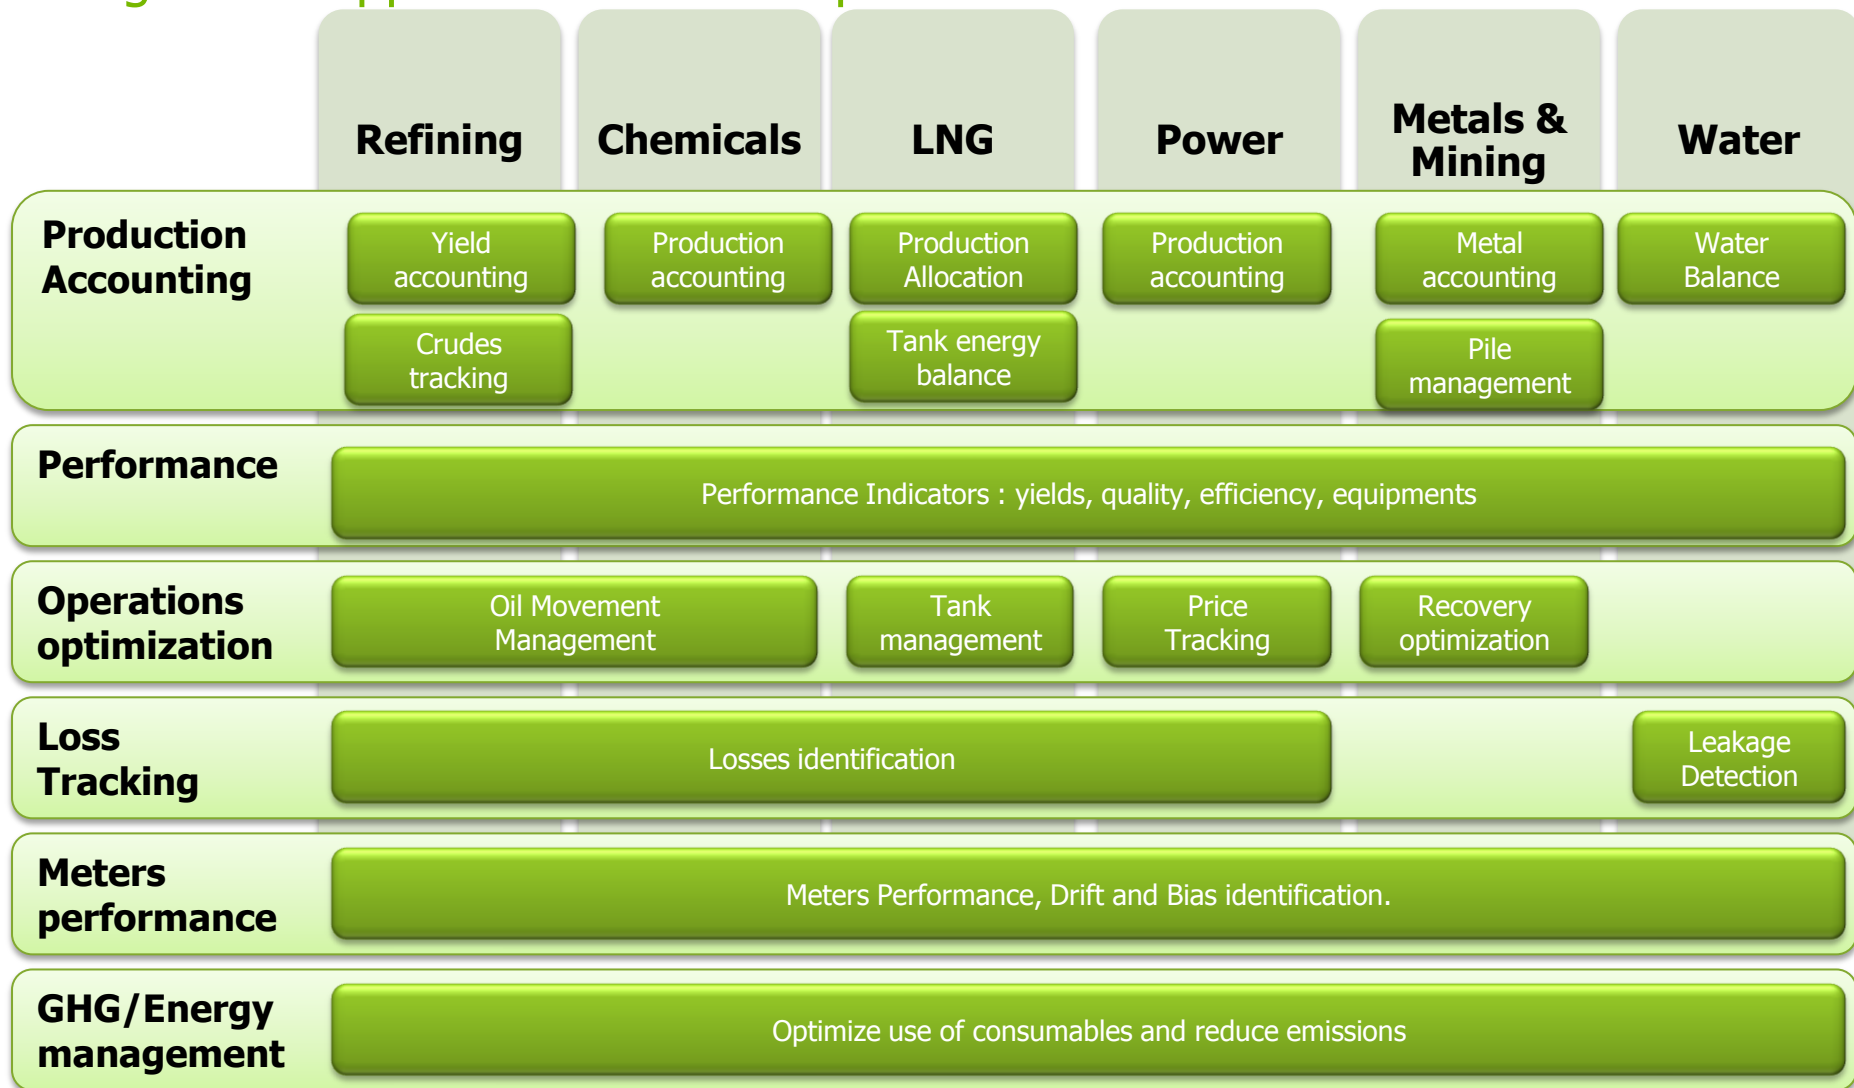 Refining
Chemicals
LNG
Power
Metals &
Mining
Water
Production
Accounting
Yield
accounting
Production
accounting
Production
Allocation
Production
accounting
Metal
accounting
Water
Balance
Crudes
tracking
Tank energy
balance
Pile
management
Performance
Performance Indicators : yields, quality, efficiency, equipments
Operations
optimization
Oil Movement
Management
Tank
management
Price
Tracking
Recovery
optimization
Loss
Tracking
Losses identification
Leakage
Detection
Meters
performance
Meters Performance, Drift and Bias identification.
GHG/Energy
management
Optimize use of consumables and reduce emissions